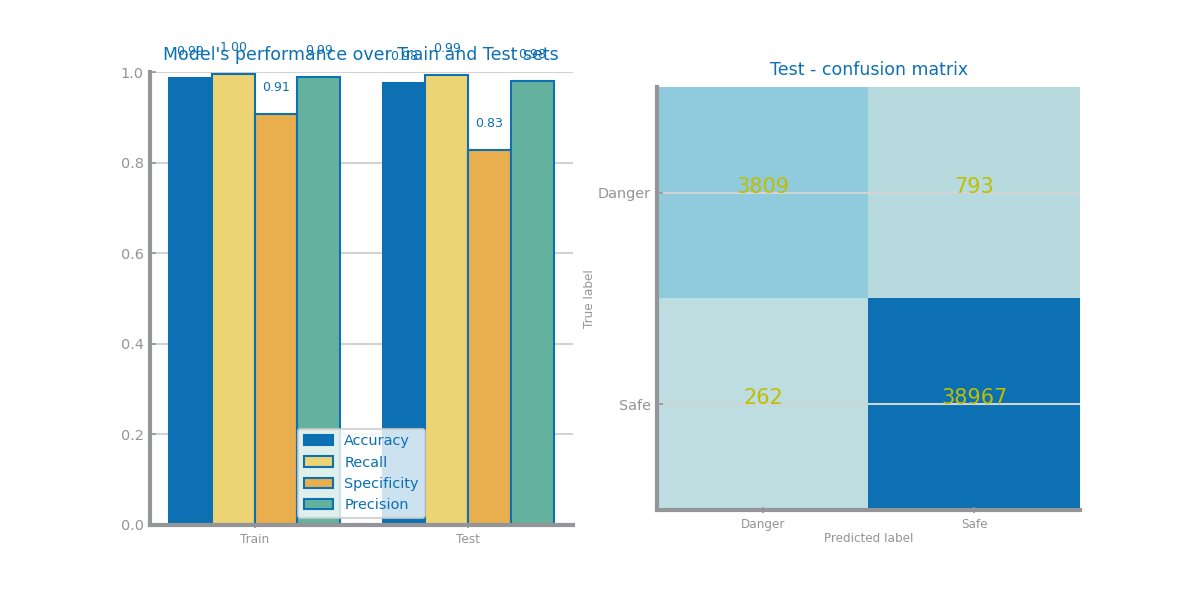 Model's performance over Train and Test sets
0.99
1.00
0.91
0.99
0.98
0.99
0.83
0.98
1.0
0.8
0.6
0.4
0.2
0.0
Train
Test
Accuracy
Recall
Specificity
Precision
Test - confusion matrix
True label
Danger
Safe
3809
793
262
38967
Danger
Safe
Predicted label